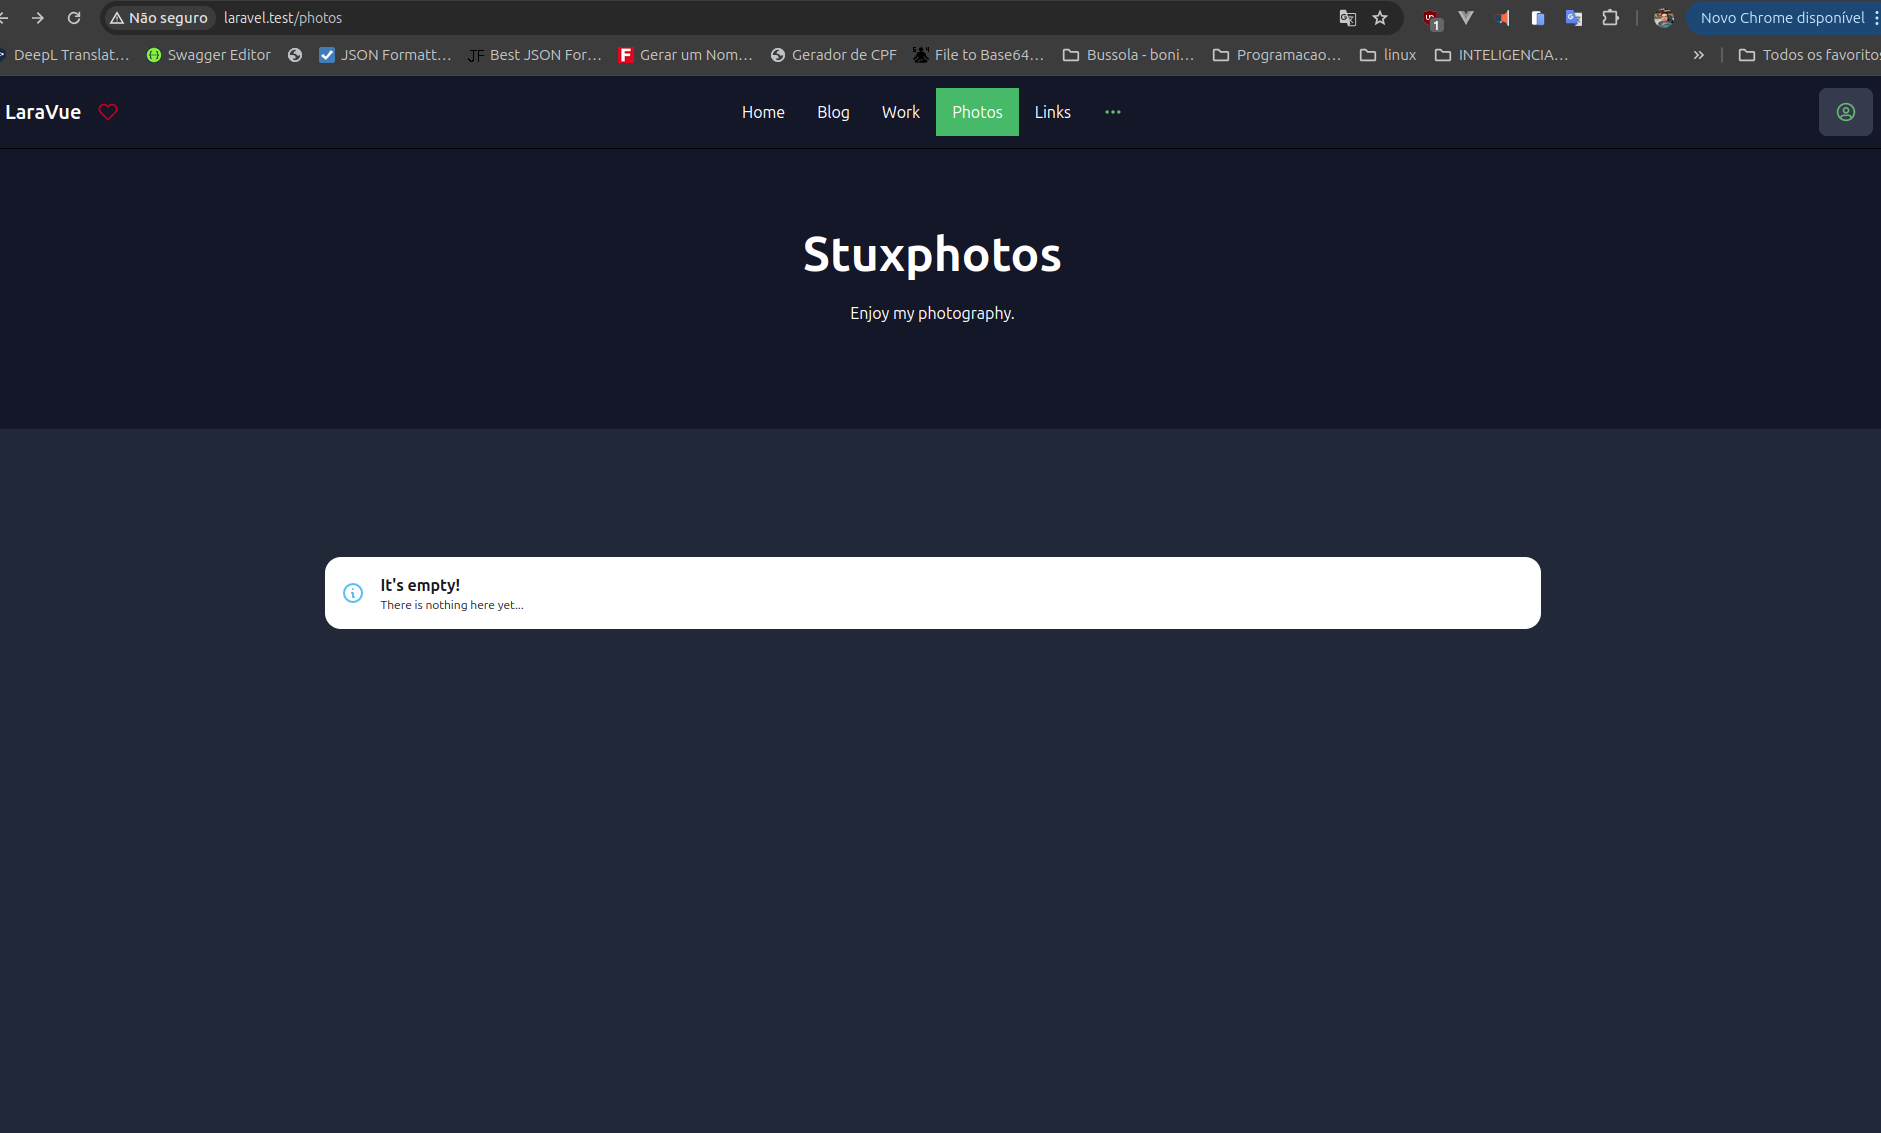 Não seguro laravel.test/photos Novo Chrome disponível
DeepL Translat... Swagger Editor JSON Formatt... JF Best JSON For... F Gerar um Nom... Gerador de CPF File to Base64... Bussola - boni... Programacao... linux INTELIGENCIA... » Todos os favoritos
LaraVue Home Blog Work Photos Links
Stuxphotos
Enjoy my photography.
It's empty!
There is nothing here yet...